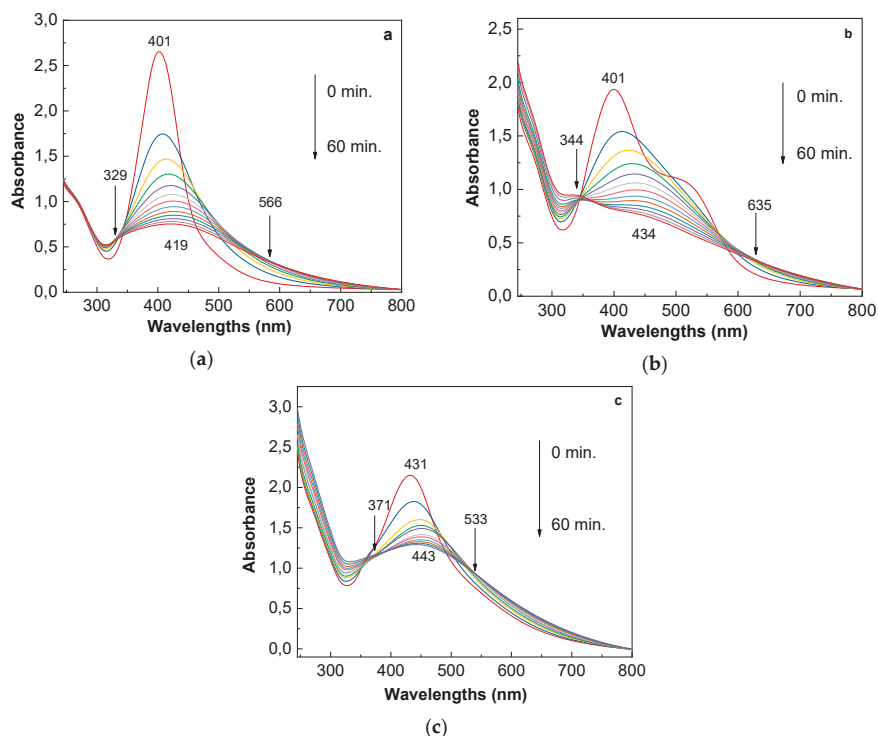 a
3,0
2,5
2,0
1,5
1,0
0,5
0,0
Absorbance
401
329
419
566
0 min.
60 min.
300 400 500 600 700 800
Wavelengths (nm)
(a)
b
2,5
2,0
1,5
1,0
0,5
0,0
Absorbance
401
344
434
635
0 min.
60 min.
300 400 500 600 700 800
Wavelengths (nm)
(b)
c
3,0
2,5
2,0
1,5
1,0
0,5
0,0
Absorbance
431
371
443
533
0 min.
60 min.
300 400 500 600 700 800
Wavelengths (nm)
(c)